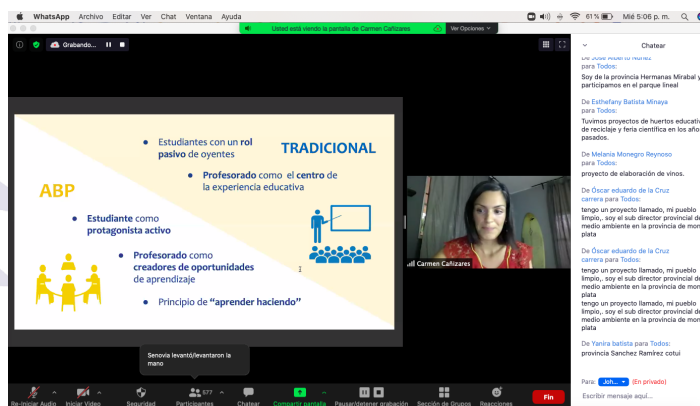 WhatsApp Archivo Editar Ver Chat Ventana Ayuda
61% Mié 5:06 p. m.
Usted está viendo la pantalla de Carmen Cañizares
Ver Opciones
Grabando...
Chatear
De José Alberto Núñez
para Todos:
Soy de la provincia Hermanas Mirabal y
participamos en el parque lineal
De Esthefany Batista Minaya
para Todos:
Tuvimos proyectos de huertos educativ
de reciclaje y feria científica en los año
pasados.
De Melania Monegro Reynoso
para Todos:
proyecto de elaboración de vinos.
De Óscar eduardo de la Cruz
carrera para Todos:
tengo un proyecto llamado, mi pueblo
limpio,, soy el sub director provincial de
medio ambiente en la provincia de mon
plata
De Óscar eduardo de la Cruz
carrera para Todos:
tengo un proyecto llamado, mi pueblo
limpio,, soy el sub director provincial de
medio ambiente en la provincia de mon
plata
tengo un proyecto llamado, mi pueblo
limpio,, soy el sub director provincial de
medio ambiente en la provincia de mon
plata
De Yanira batista para Todos:
provincia Sanchez Ramírez cotui
Para: Joh... (En privado)
Escribir mensaje aquí...
TRADICIONAL
• Estudiantes con un rol
pasivo de oyentes
• Profesorado como el centro de
la experiencia educativa
ABP
• Estudiante como
protagonista activo
• Profesorado como
creadores de oportunidades
de aprendizaje
• Principio de “aprender haciendo”
Carmen Cañizares
Senovia levantó/levantaron la
mano
577
Re-Iniciar Audio Iniciar Video Seguridad Participantes Chatear Compartir pantalla Pausar/detener grabación Sección de Grupos Reacciones
Fin